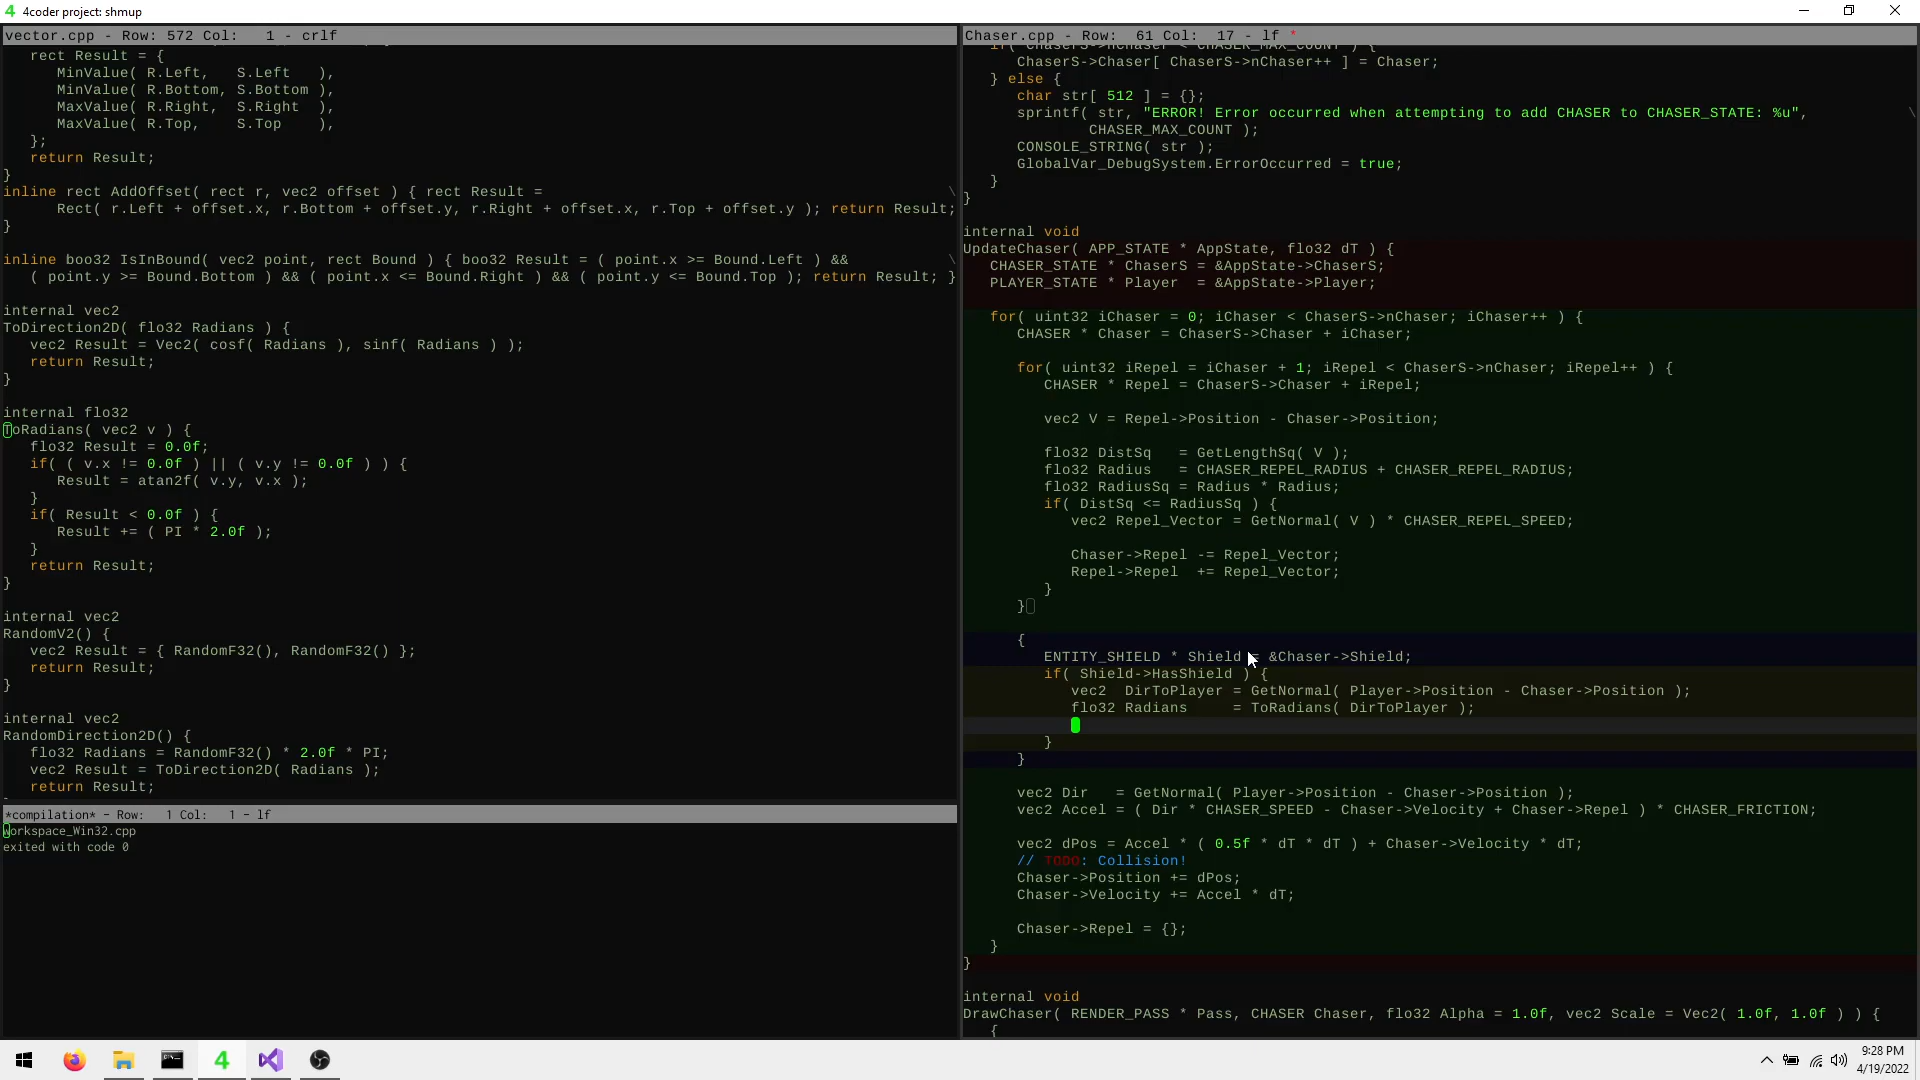 4 4coder project: shmup
vector.cpp - Row: 572 Col:   1 - crlf
   rect Result = {
      MinValue( R.Left,   S.Left   ),
      MinValue( R.Bottom, S.Bottom ),
      MaxValue( R.Right,  S.Right  ),
      MaxValue( R.Top,    S.Top    ),
   };
   return Result;
}
inline rect AddOffset( rect r, vec2 offset ) { rect Result = \
      Rect( r.Left + offset.x, r.Bottom + offset.y, r.Right + offset.x, r.Top + offset.y ); return Result;
}
inline boo32 IsInBound( vec2 point, rect Bound ) { boo32 Result = ( point.x >= Bound.Left ) && \
   ( point.y >= Bound.Bottom ) && ( point.x <= Bound.Right ) && ( point.y <= Bound.Top ); return Result; }
internal vec2
ToDirection2D( flo32 Radians ) {
   vec2 Result = Vec2( cosf( Radians ), sinf( Radians ) );
   return Result;
}
internal flo32
ToRadians( vec2 v ) {
   flo32 Result = 0.0f;
   if( ( v.x != 0.0f ) || ( v.y != 0.0f ) ) {
      Result = atan2f( v.y, v.x );
   }
   if( Result < 0.0f ) {
      Result += ( PI * 2.0f );
   }
   return Result;
}
internal vec2
RandomV2() {
   vec2 Result = { RandomF32(), RandomF32() };
   return Result;
}
internal vec2
RandomDirection2D() {
   flo32 Radians = RandomF32() * 2.0f * PI;
   vec2 Result = ToDirection2D( Radians );
   return Result;
*compilation* - Row:   1 Col:   1 - lf
workspace_Win32.cpp
exited with code 0
Chaser.cpp - Row:  61 Col:  17 - lf *
   if( ChaserS->nChaser < CHASER_MAX_COUNT ) {
      ChaserS->Chaser[ ChaserS->nChaser++ ] = Chaser;
   } else {
      char str[ 512 ] = {};
      sprintf( str, "ERROR! Error occurred when attempting to add CHASER to CHASER_STATE: %u", \
              CHASER_MAX_COUNT );
      CONSOLE_STRING( str );
      GlobalVar_DebugSystem.ErrorOccurred = true;
   }
}
internal void
UpdateChaser( APP_STATE * AppState, flo32 dT ) {
   CHASER_STATE * ChaserS = &AppState->ChaserS;
   PLAYER_STATE * Player  = &AppState->Player;
   for( uint32 iChaser = 0; iChaser < ChaserS->nChaser; iChaser++ ) {
      CHASER * Chaser = ChaserS->Chaser + iChaser;
      for( uint32 iRepel = iChaser + 1; iRepel < ChaserS->nChaser; iRepel++ ) {
         CHASER * Repel = ChaserS->Chaser + iRepel;
         vec2 V = Repel->Position - Chaser->Position;
         flo32 DistSq   = GetLengthSq( V );
         flo32 Radius   = CHASER_REPEL_RADIUS + CHASER_REPEL_RADIUS;
         flo32 RadiusSq = Radius * Radius;
         if( DistSq <= RadiusSq ) {
            vec2 Repel_Vector = GetNormal( V ) * CHASER_REPEL_SPEED;
            Chaser->Repel -= Repel_Vector;
            Repel->Repel  += Repel_Vector;
         }
      }
      {
         ENTITY_SHIELD * Shield = &Chaser->Shield;
         if( Shield->HasShield ) {
            vec2  DirToPlayer = GetNormal( Player->Position - Chaser->Position );
            flo32 Radians     = ToRadians( DirToPlayer );
         }
      }
      vec2 Dir   = GetNormal( Player->Position - Chaser->Position );
      vec2 Accel = ( Dir * CHASER_SPEED - Chaser->Velocity + Chaser->Repel ) * CHASER_FRICTION;
      vec2 dPos = Accel * ( 0.5f * dT * dT ) + Chaser->Velocity * dT;
      // TODO: Collision!
      Chaser->Position += dPos;
      Chaser->Velocity += Accel * dT;
      Chaser->Repel = {};
   }
}
internal void
DrawChaser( RENDER_PASS * Pass, CHASER Chaser, flo32 Alpha = 1.0f, vec2 Scale = Vec2( 1.0f, 1.0f ) ) {
   {
4
9:28 PM
4/19/2022